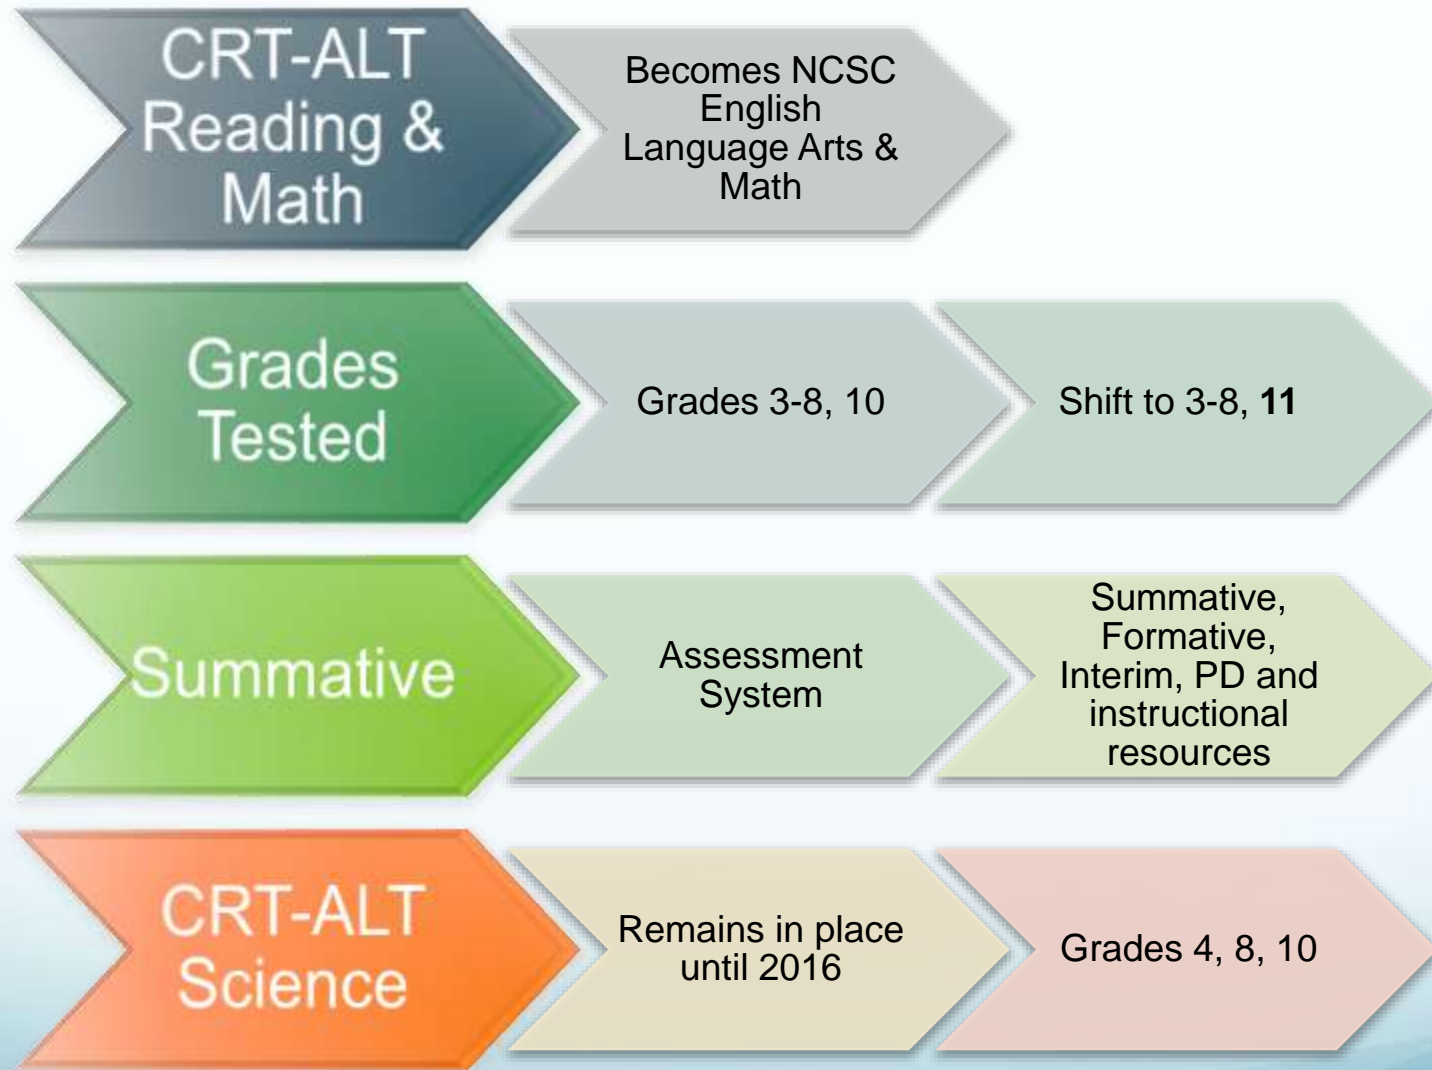 CRT-ALT
Reading &
Math
Becomes NCSC
English
Language Arts &
Math
Grades
Tested
Grades 3-8, 10
Shift to 3-8, 11
Summative
Assessment
System
Summative,
Formative,
Interim, PD and
instructional
resources
CRT-ALT
Science
Remains in place
until 2016
Grades 4, 8, 10